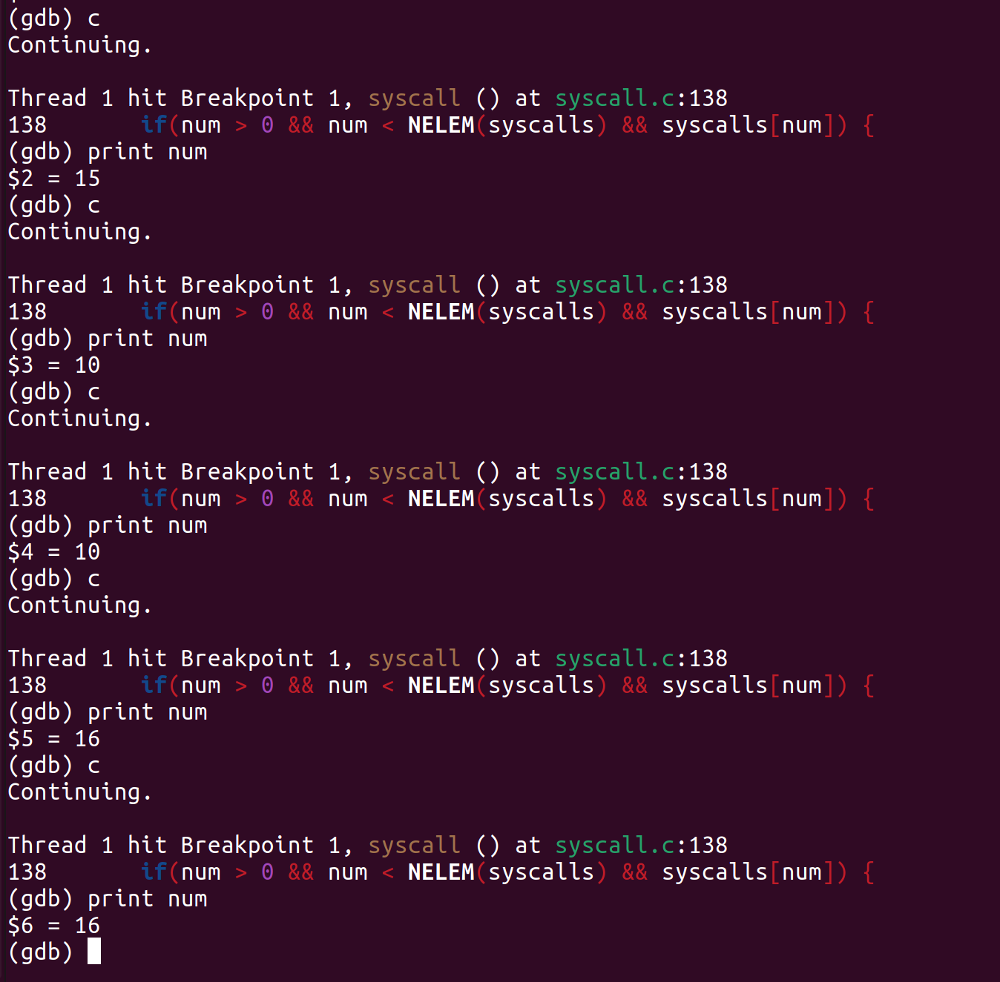 (gdb) c
Continuing.
Thread 1 hit Breakpoint 1, syscall () at syscall.c:138
138       if(num > 0 && num < NELEM(syscalls) && syscalls[num]) {
(gdb) print num
$2 = 15
(gdb) c
Continuing.
Thread 1 hit Breakpoint 1, syscall () at syscall.c:138
138       if(num > 0 && num < NELEM(syscalls) && syscalls[num]) {
(gdb) print num
$3 = 10
(gdb) c
Continuing.
Thread 1 hit Breakpoint 1, syscall () at syscall.c:138
138       if(num > 0 && num < NELEM(syscalls) && syscalls[num]) {
(gdb) print num
$4 = 10
(gdb) c
Continuing.
Thread 1 hit Breakpoint 1, syscall () at syscall.c:138
138       if(num > 0 && num < NELEM(syscalls) && syscalls[num]) {
(gdb) print num
$5 = 16
(gdb) c
Continuing.
Thread 1 hit Breakpoint 1, syscall () at syscall.c:138
138       if(num > 0 && num < NELEM(syscalls) && syscalls[num]) {
(gdb) print num
$6 = 16
(gdb)